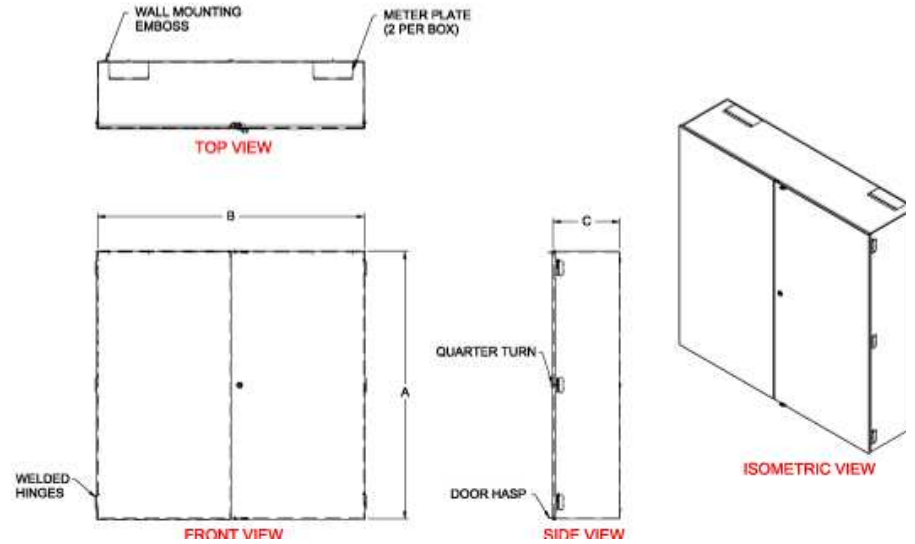 WALL MOUNTING
EMBOSS
METER PLATE
(2 PER BOX)
TOP VIEW
B
C
A
QUARTER TURN
WELDED
HINGES
DOOR HASP
FRONT VIEW
SIDE VIEW
ISOMETRIC VIEW